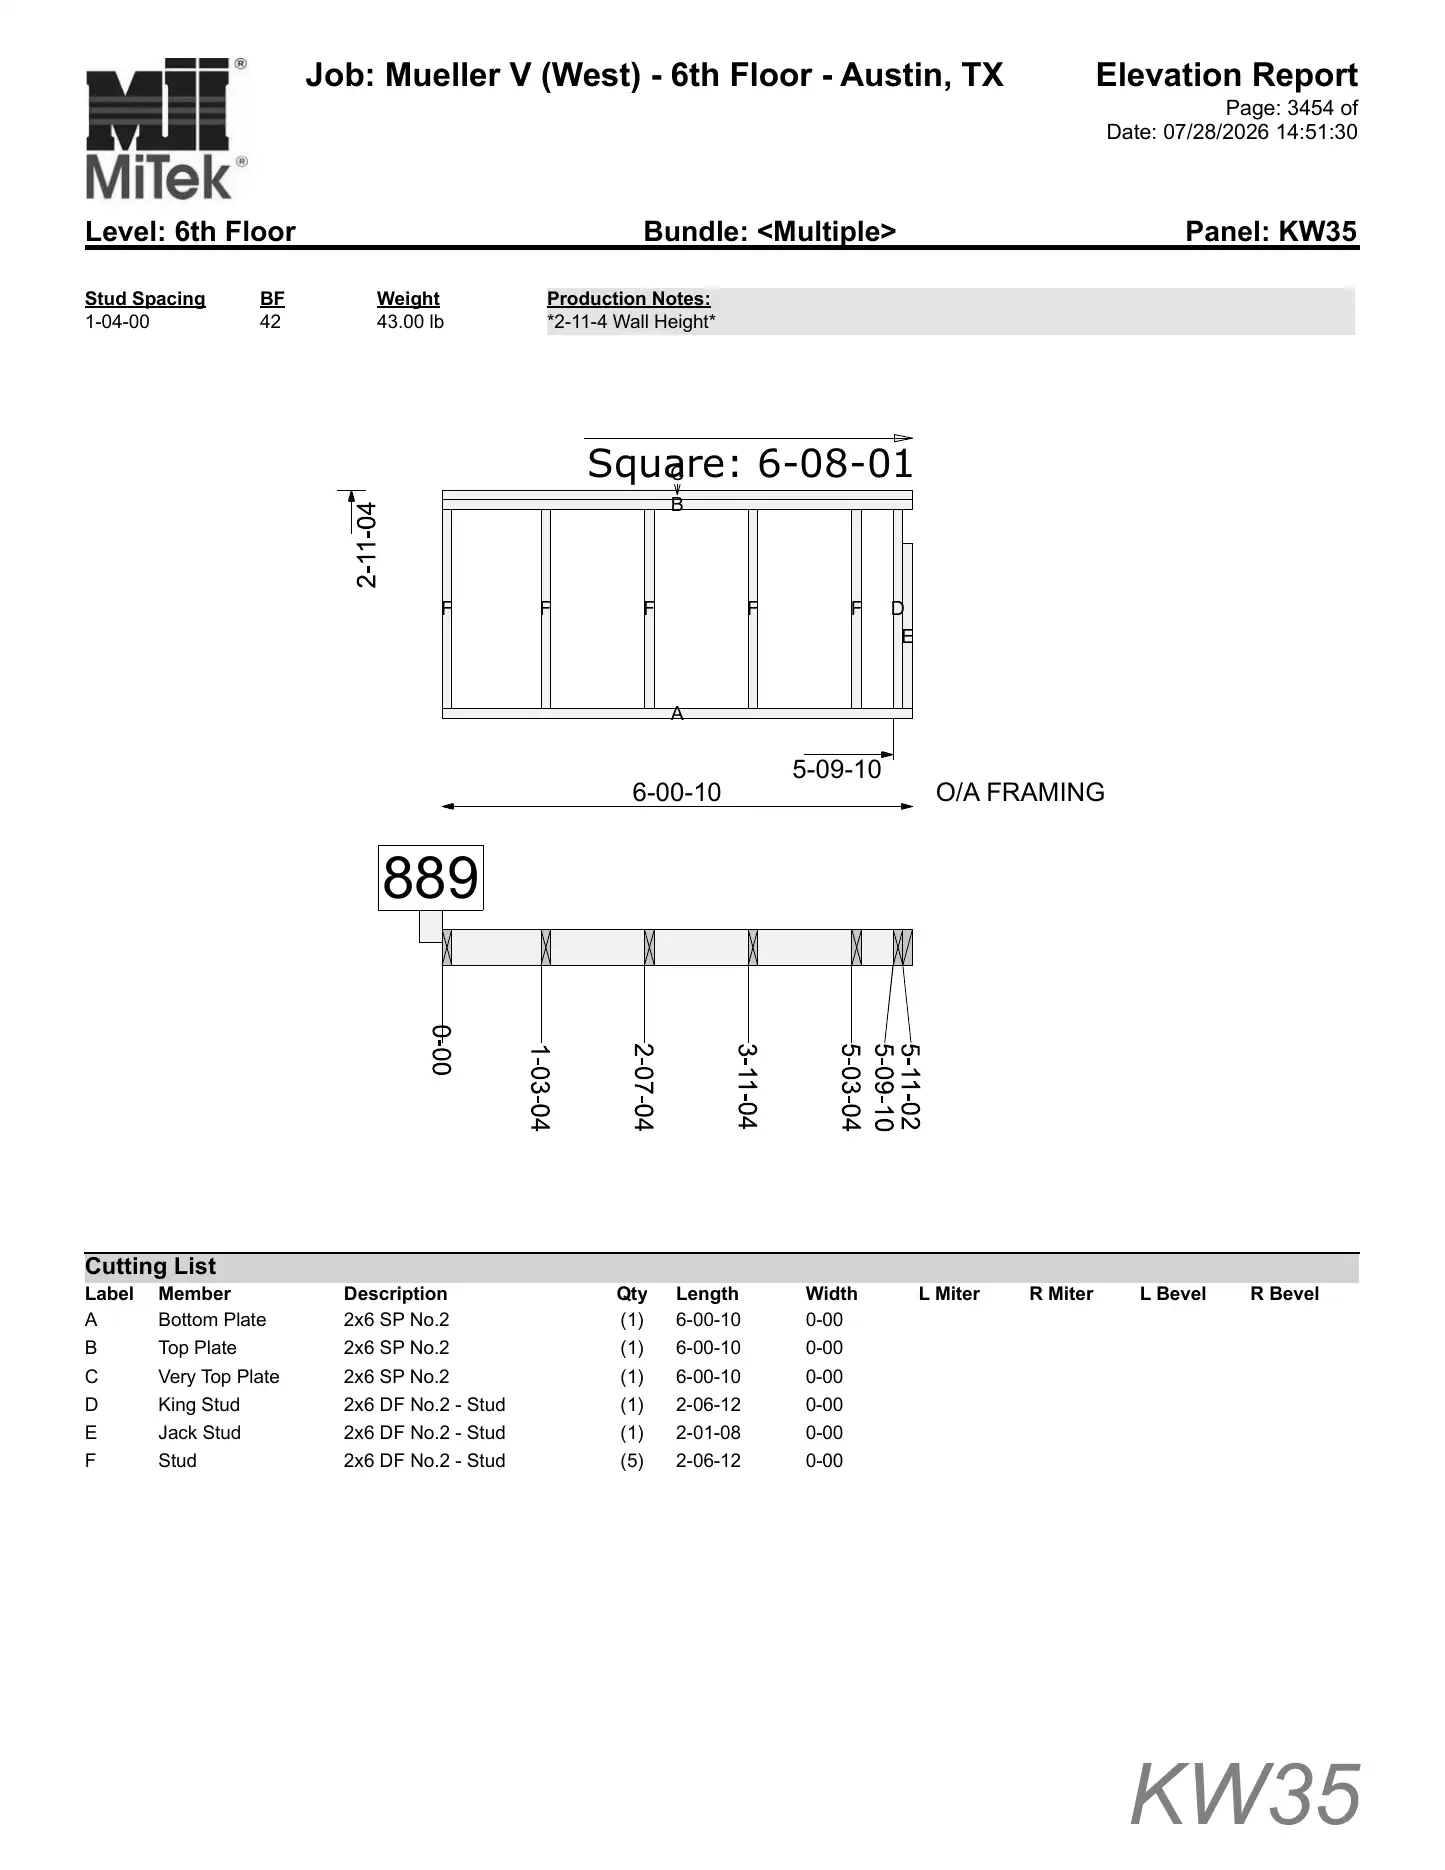 Job: Mueller V (West) - 6th Floor - Austin, TX
Elevation Report
Page: 3454 of
Date: 07/28/2026 14:51:30
MiTek®
Level: 6th Floor
Bundle: <Multiple>
Panel: KW35
Stud Spacing BF Weight Production Notes:
1-04-00 42 43.00 lb *2-11-4 Wall Height*
Square: 6-08-01
C
B
2-11-04
F F F F F D
E
A
5-09-10
6-00-10
O/A FRAMING
889
0-00
1-03-04
2-07-04
3-11-04
5-03-04
5-09-10
5-11-02
Cutting List
Label Member Description Qty Length Width L Miter R Miter L Bevel R Bevel
A Bottom Plate 2x6 SP No.2 (1) 6-00-10 0-00
B Top Plate 2x6 SP No.2 (1) 6-00-10 0-00
C Very Top Plate 2x6 SP No.2 (1) 6-00-10 0-00
D King Stud 2x6 DF No.2 - Stud (1) 2-06-12 0-00
E Jack Stud 2x6 DF No.2 - Stud (1) 2-01-08 0-00
F Stud 2x6 DF No.2 - Stud (5) 2-06-12 0-00
KW35